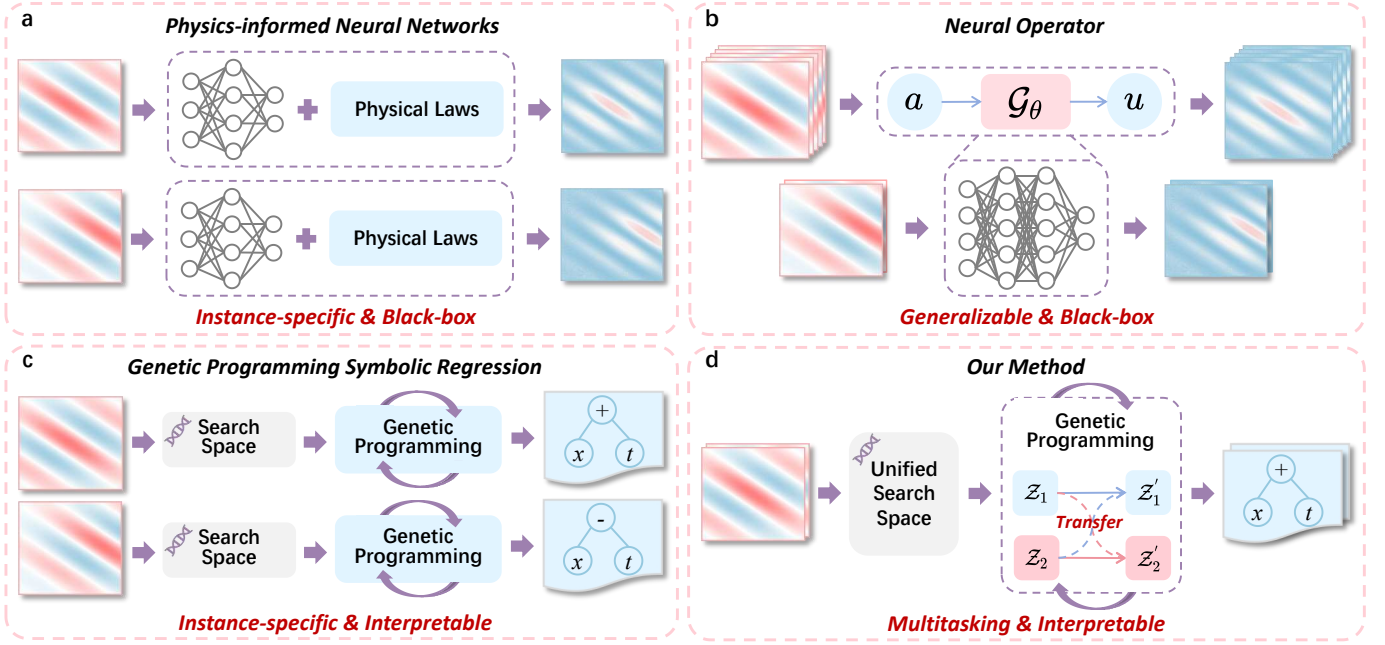 a
Physics-informed Neural Networks
Physical Laws
Physical Laws
Instance-specific & Black-box
b
Neural Operator
a
𝒢θ
u
Generalizable & Black-box
c
Genetic Programming Symbolic Regression
Search
Space
Genetic
Programming
+
x
t
Search
Space
Genetic
Programming
-
x
t
Instance-specific & Interpretable
d
Our Method
Unified
Search
Space
Genetic
Programming
𝒵₁
𝒵₁′
Transfer
𝒵₂
𝒵₂′
+
x
t
Multitasking & Interpretable